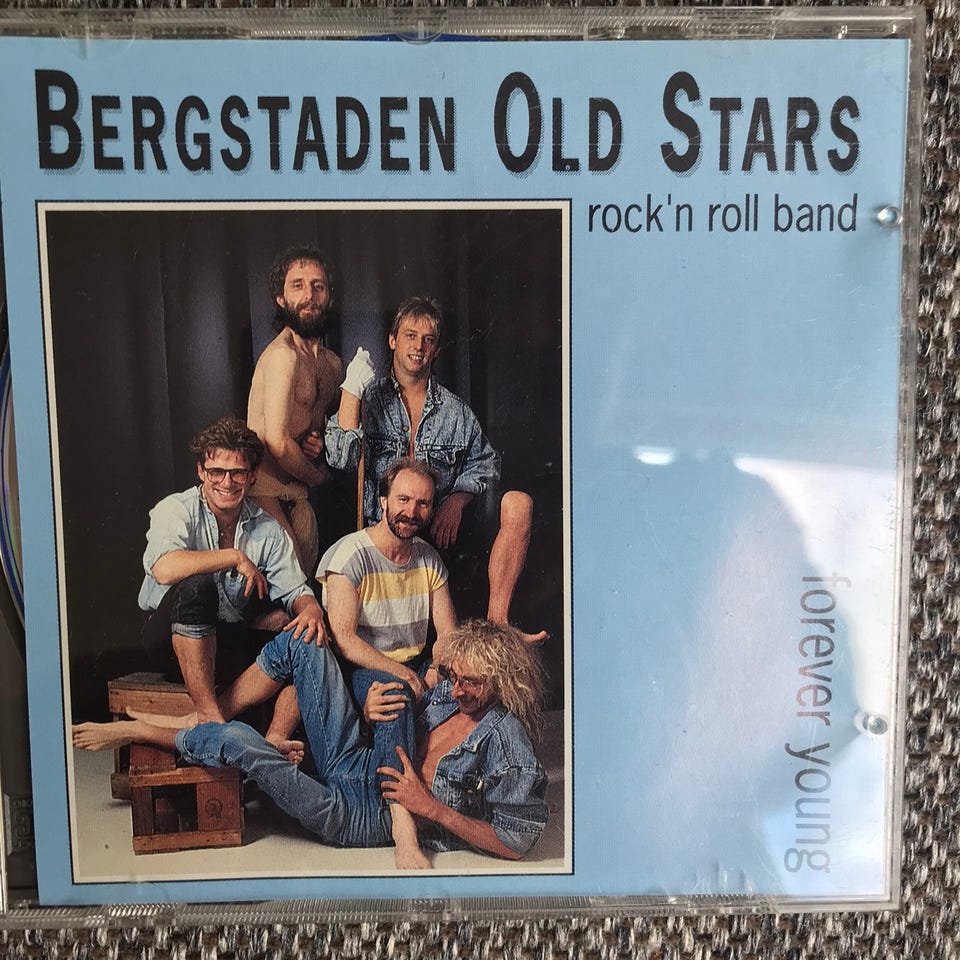 BERGSTADEN OLD STARS
rock'n roll band
forever young